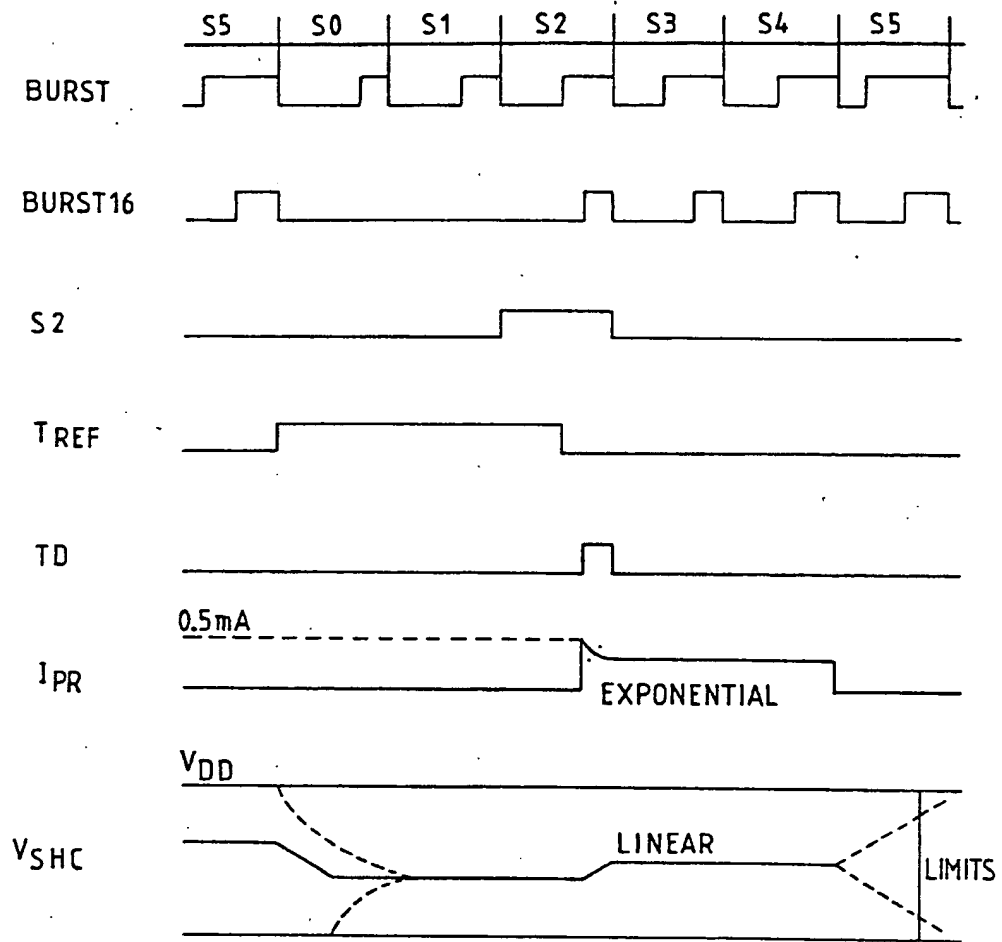 S5 S0 S1 S2 S3 S4 S5
BURST
BURST16
S2
TREF
TD
0.5mA
IPR
EXPONENTIAL
VDD
VSHC
LINEAR
LIMITS